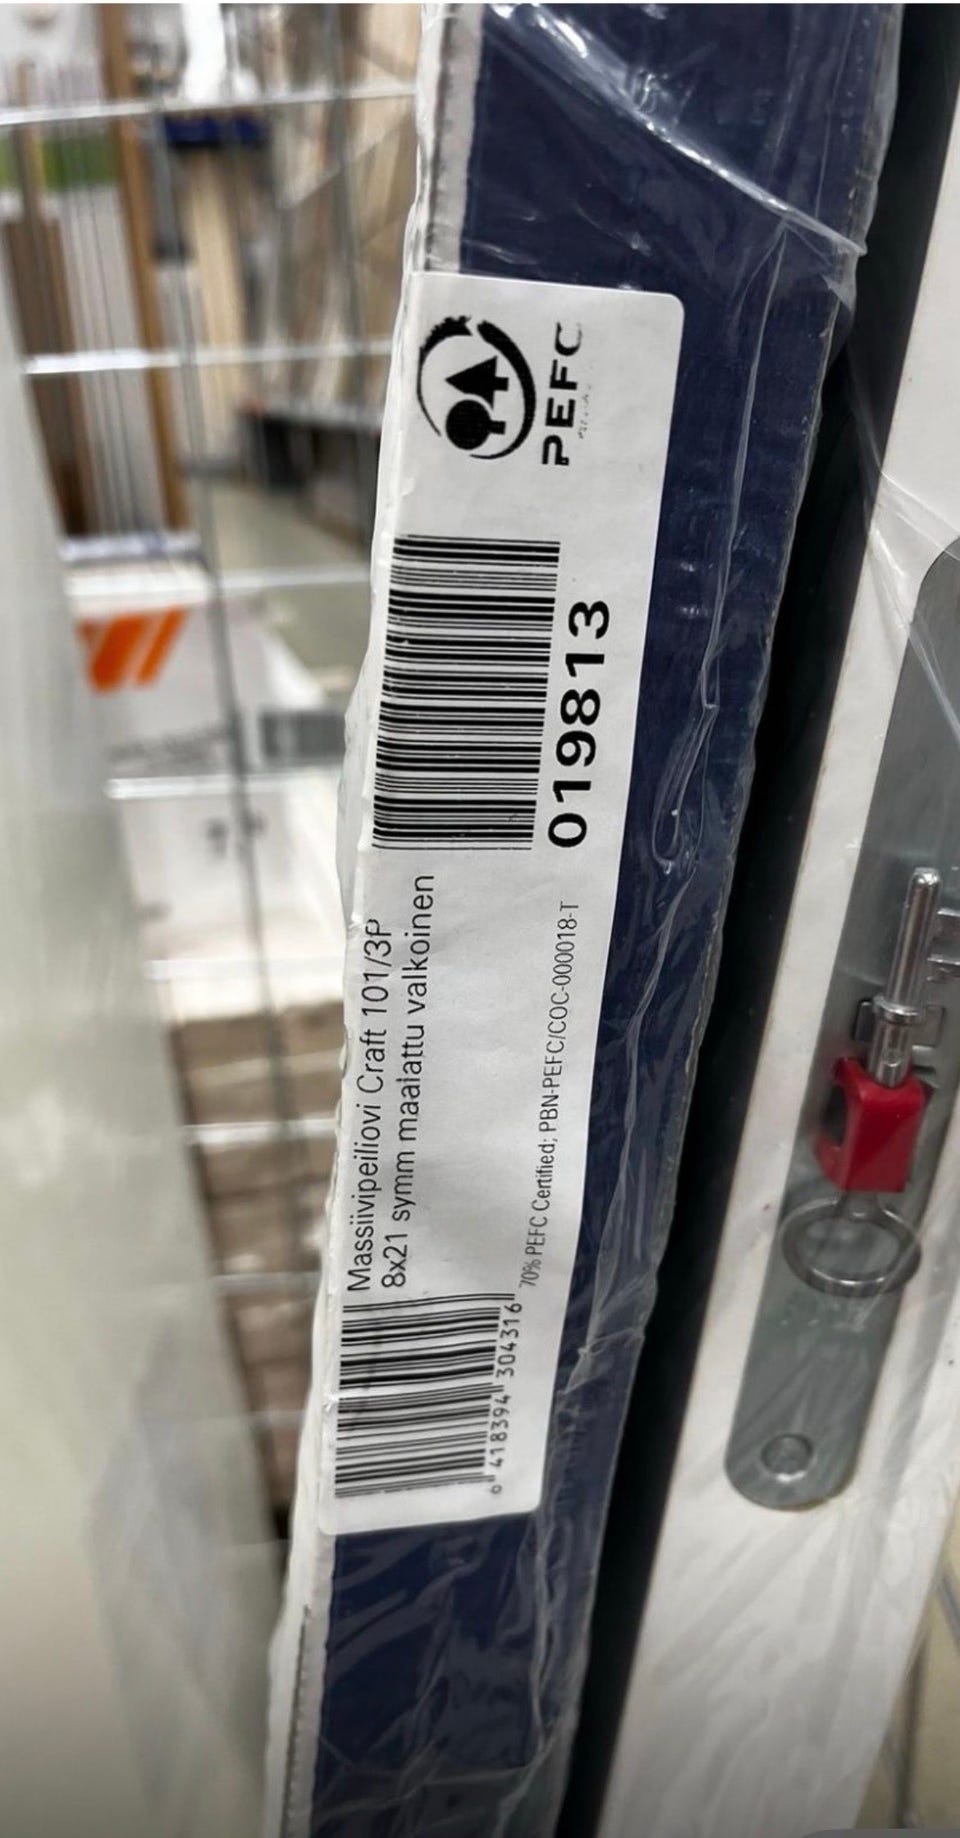 PEFC
019813
Massiivipeiliovi Craft 101/3P
8x21 symm maalattu valkoinen
70% PEFC Certified; PBN-PEFC/COC-000018-T
6 418394 304316